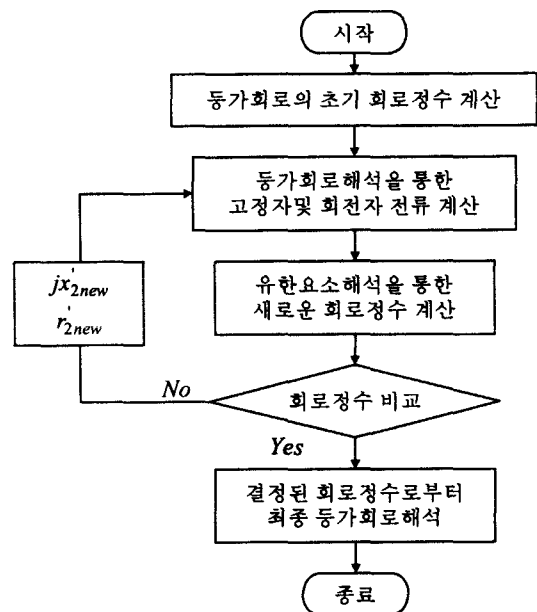 시작
등가회로의 초기 회로정수 계산
등가회로해석을 통한
고정자및 회전자 전류 계산
jx'2new
r'2new
유한요소해석을 통한
새로운 회로정수 계산
No
회로정수 비교
Yes
결정된 회로정수로부터
최종 등가회로해석
종료